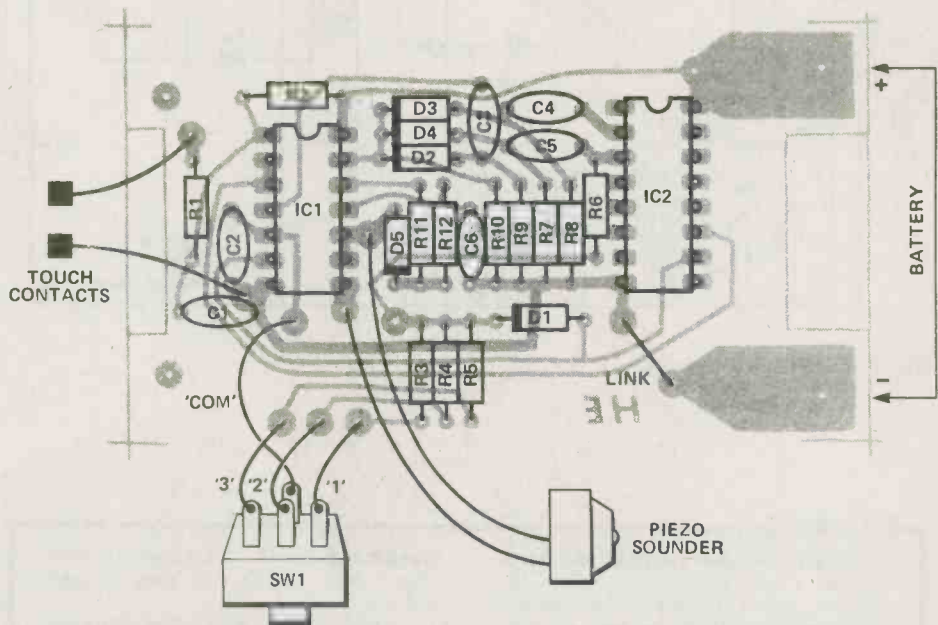 +
D3
D4
D2
C3
C4
C5
R1
IC1
C2
D5
R11
R12
C6
R10
R9
R7
R8
R6
IC2
BATTERY
TOUCH
CONTACTS
C1
D1
R3
R4
R5
LINK
HE
–
'COM'
'3'
'2'
'1'
SW1
PIEZO
SOUNDER